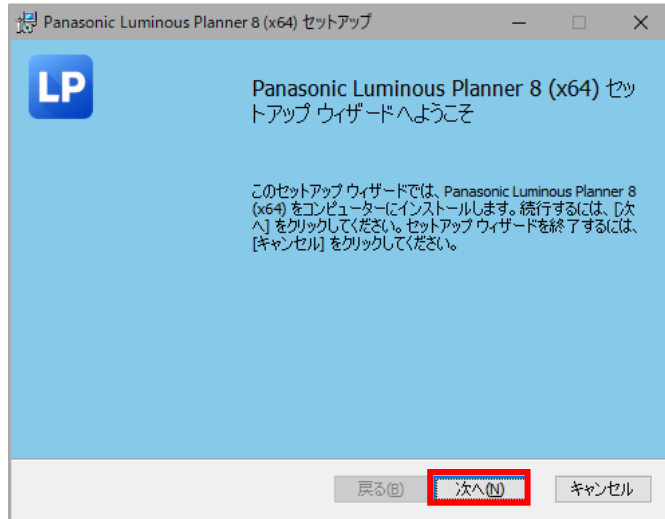 Panasonic Luminous Planner 8 (x64) セットアップ
LP
Panasonic Luminous Planner 8 (x64) セッ
トアップ ウィザードへようこそ
このセットアップ ウィザードでは、Panasonic Luminous Planner 8
(x64) をコンピューターにインストールします。続行するには、[次
へ] をクリックしてください。セットアップ ウィザードを終了するには、
[キャンセル] をクリックしてください。
戻る(B)
次へ(N)
キャンセル